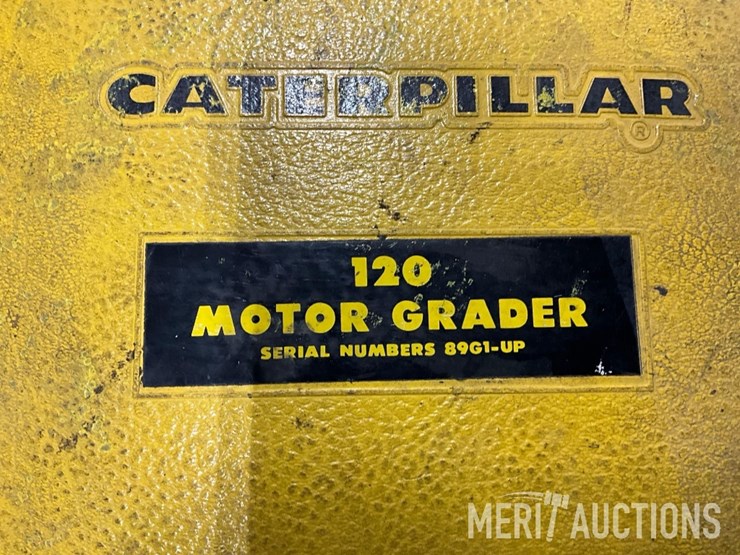 CATERPILLAR®
120
MOTOR GRADER
SERIAL NUMBERS 89G1-UP
MERIT AUCTIONS